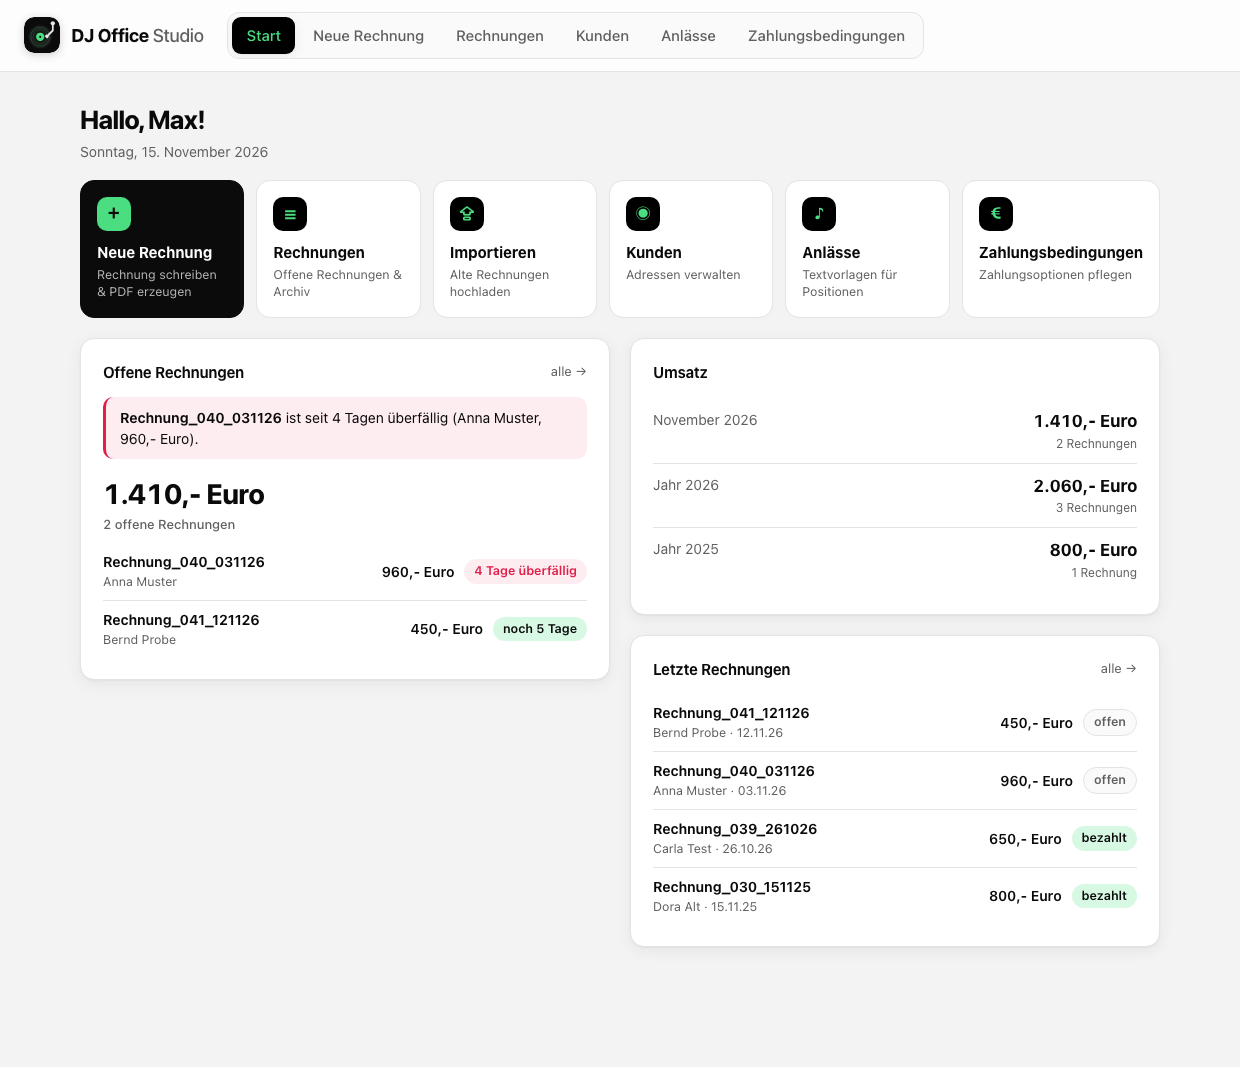 DJ Office Studio
Start
Neue Rechnung
Rechnungen
Kunden
Anlässe
Zahlungsbedingungen
Hallo, Max!
Sonntag, 15. November 2026
Neue Rechnung
Rechnung schreiben
& PDF erzeugen
Rechnungen
Offene Rechnungen &
Archiv
Importieren
Alte Rechnungen
hochladen
Kunden
Adressen verwalten
Anlässe
Textvorlagen für
Positionen
€
Zahlungsbedingungen
Zahlungsoptionen pflegen
Offene Rechnungen
alle →
Rechnung_040_031126 ist seit 4 Tagen überfällig (Anna Muster,
960,- Euro).
1.410,- Euro
2 offene Rechnungen
Rechnung_040_031126
Anna Muster
960,- Euro
4 Tage überfällig
Rechnung_041_121126
Bernd Probe
450,- Euro
noch 5 Tage
Umsatz
November 2026
1.410,- Euro
2 Rechnungen
Jahr 2026
2.060,- Euro
3 Rechnungen
Jahr 2025
800,- Euro
1 Rechnung
Letzte Rechnungen
alle →
Rechnung_041_121126
Bernd Probe · 12.11.26
450,- Euro
offen
Rechnung_040_031126
Anna Muster · 03.11.26
960,- Euro
offen
Rechnung_039_261026
Carla Test · 26.10.26
650,- Euro
bezahlt
Rechnung_030_151125
Dora Alt · 15.11.25
800,- Euro
bezahlt